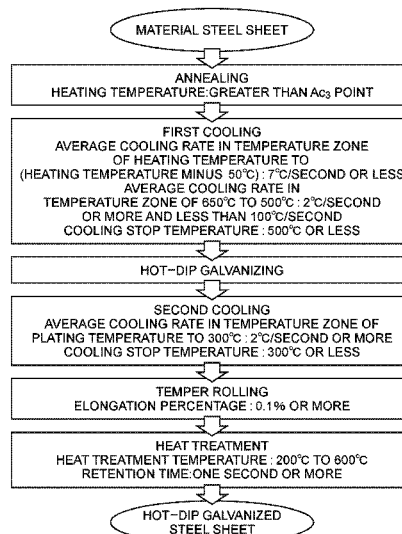 MATERIAL STEEL SHEET
ANNEALING
HEATING TEMPERATURE:GREATER THAN Ac3 POINT
FIRST COOLING
AVERAGE COOLING RATE IN TEMPERATURE ZONE
OF HEATING TEMPERATURE TO
(HEATING TEMPERATURE MINUS 50℃) : 7℃/SECOND OR LESS
AVERAGE COOLING RATE IN
TEMPERATURE ZONE OF 650℃ TO 500℃ : 2℃/SECOND
OR MORE AND LESS THAN 100℃/SECOND
COOLING STOP TEMPERATURE : 500℃ OR LESS
HOT-DIP GALVANIZING
SECOND COOLING
AVERAGE COOLING RATE IN TEMPERATURE ZONE OF
PLATING TEMPERATURE TO 300℃ : 2℃/SECOND OR MORE
COOLING STOP TEMPERATURE : 300℃ OR LESS
TEMPER ROLLING
ELONGATION PERCENTAGE : 0.1% OR MORE
HEAT TREATMENT
HEAT TREATMENT TEMPERATURE : 200℃ TO 600℃
RETENTION TIME:ONE SECOND OR MORE
HOT-DIP GALVANIZED
STEEL SHEET